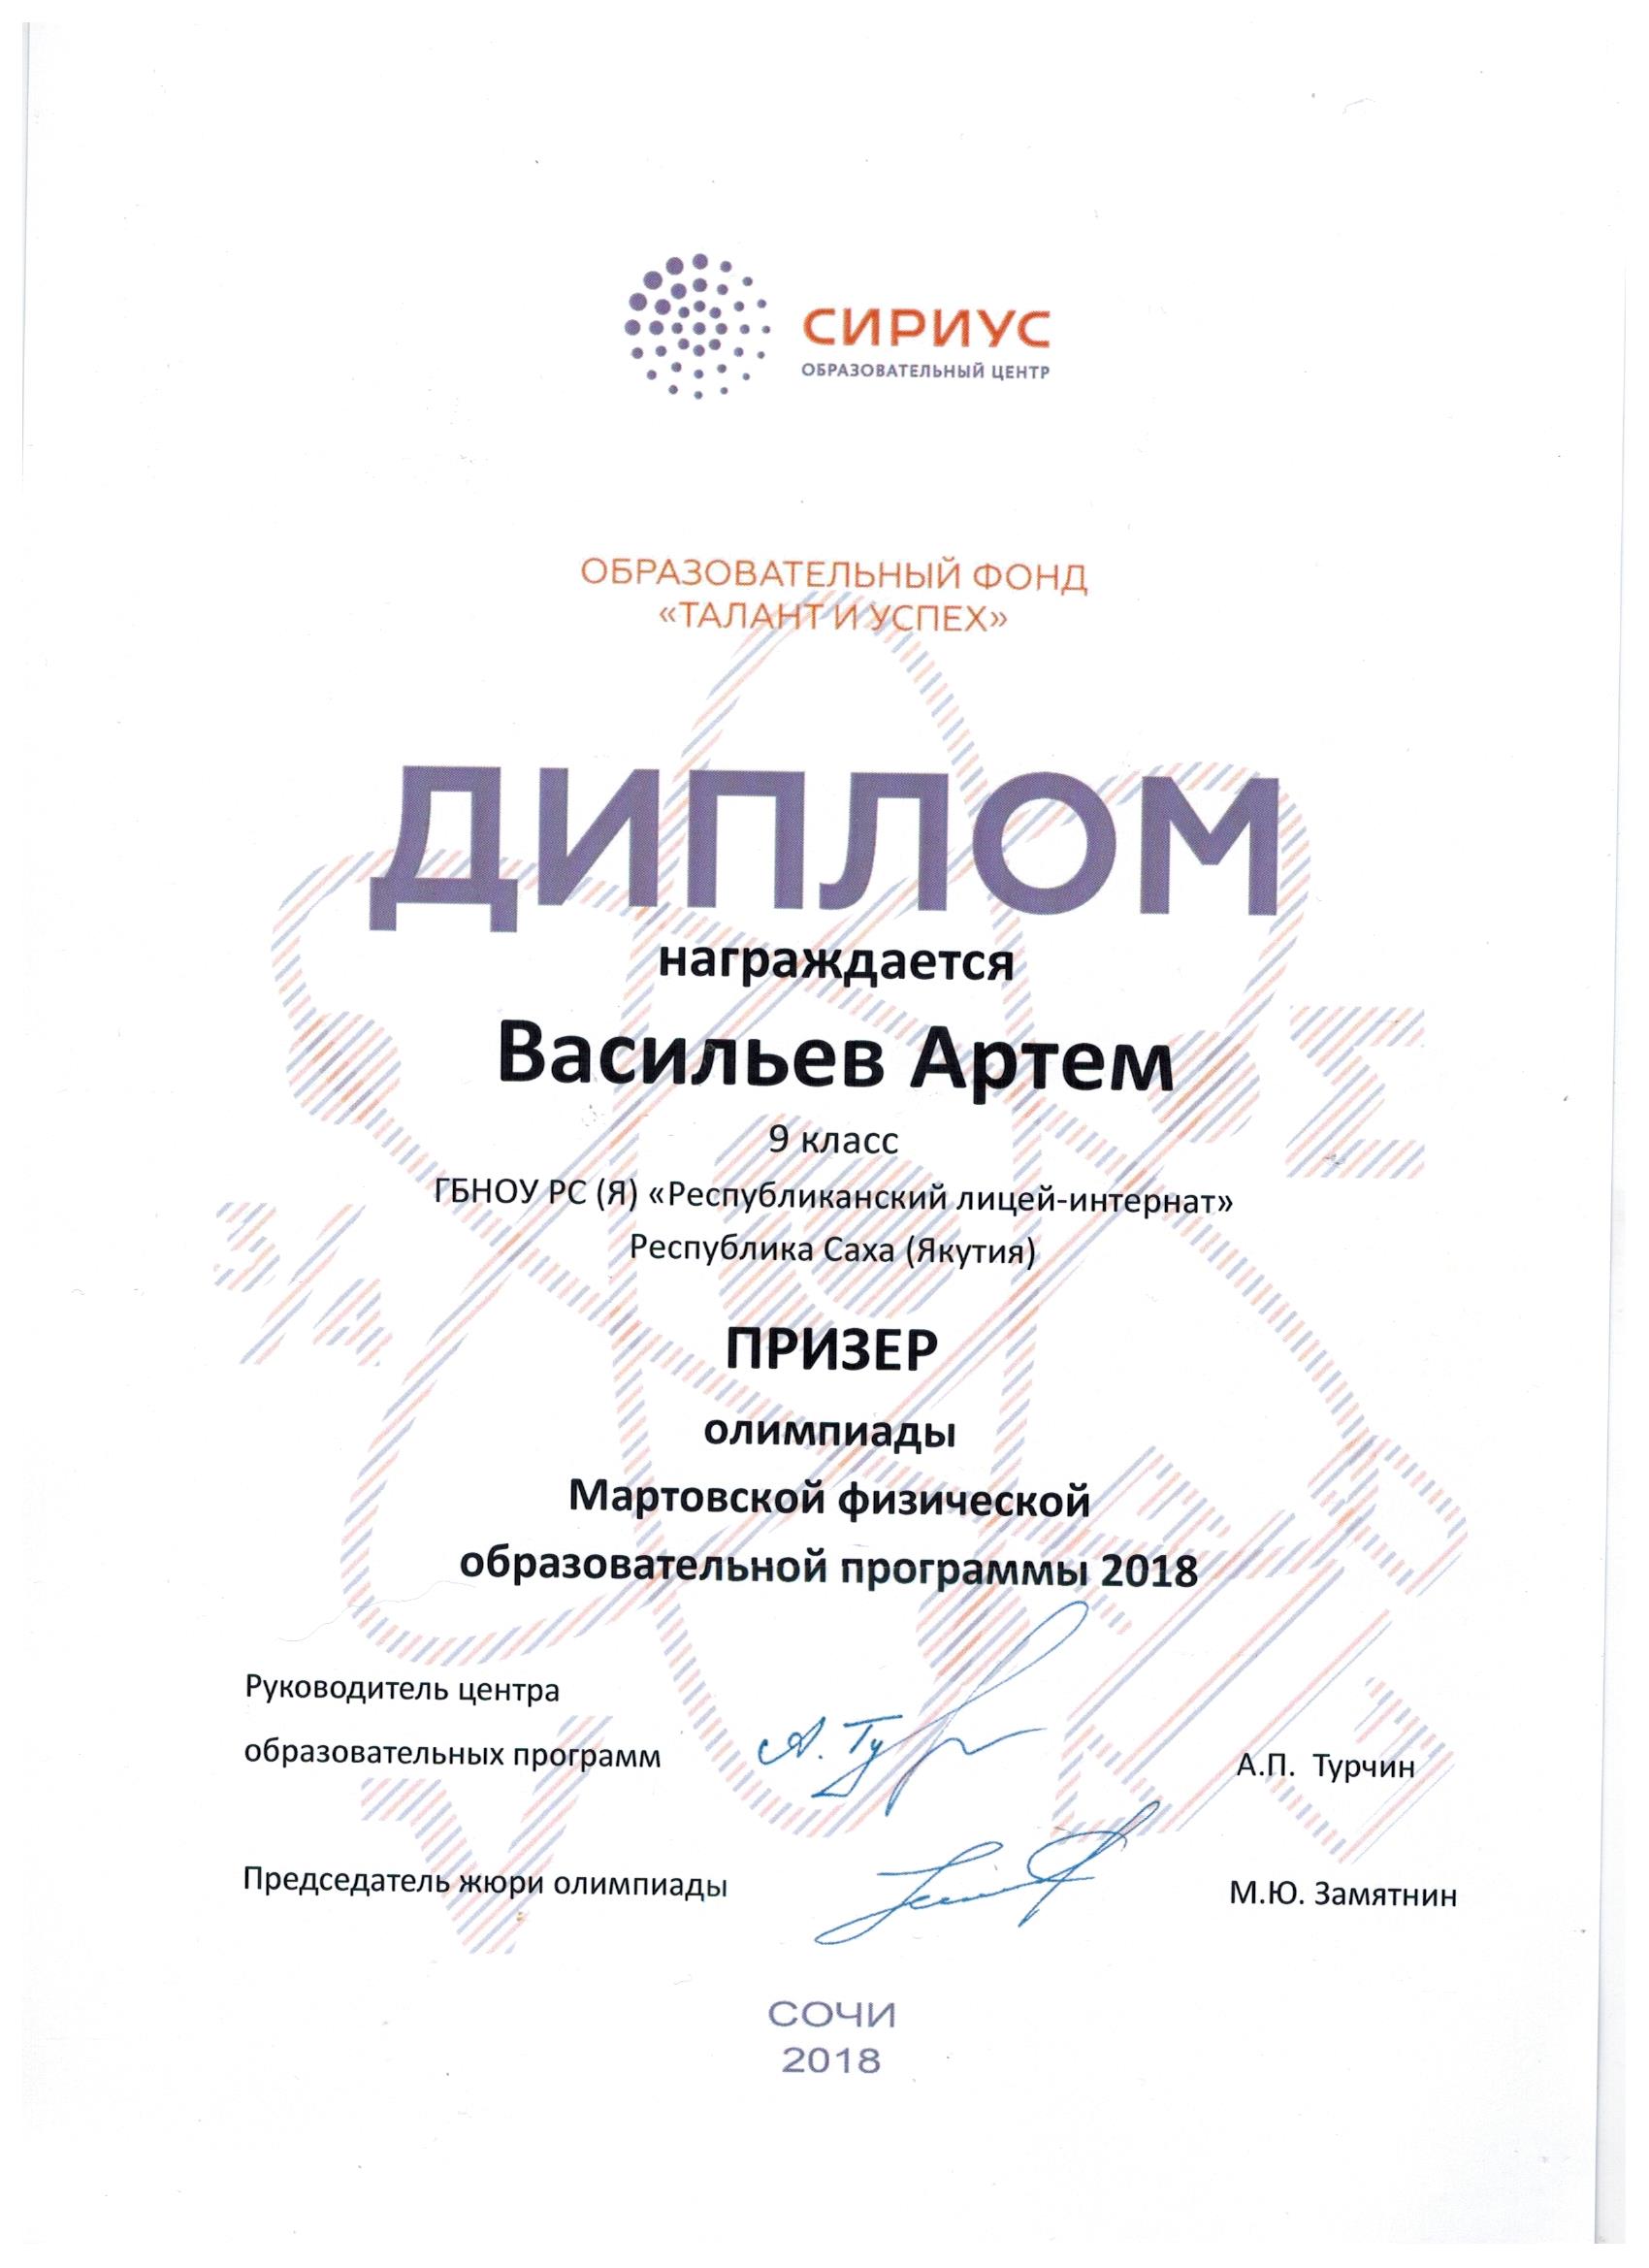 СИРИУС
ОБРАЗОВАТЕЛЬНЫЙ ЦЕНТР
ОБРАЗОВАТЕЛЬНЫЙ ФОНД
«ТАЛАНТ И УСПЕХ»
ДИПЛОМ
награждается
Васильев Артем
9 класс
ГБНОУ РС (Я) «Республиканский лицей-интернат»
Республика Саха (Якутия)
ПРИЗЕР
олимпиады
Мартовской физической
образовательной программы 2018
Руководитель центра
образовательных программ
А.П. Турчин
Председатель жюри олимпиады
М.Ю. Замятнин
СОЧИ
2018